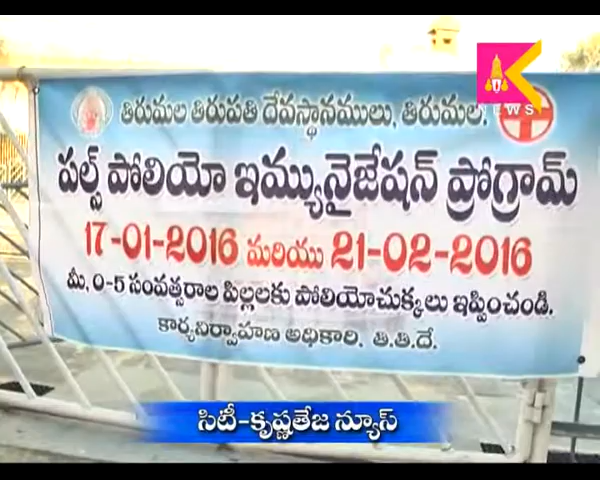 K
NEWS
తిరుమల తిరుపతి దేవస్థానములు, తిరుమల.
పల్స్ పోలియో ఇమ్యునైజేషన్ ప్రోగ్రామ్
17-01-2016 మరియు 21-02-2016
మీ, 0-5 సంవత్సరాల పిల్లలకు పోలియోచుక్కలు ఇప్పించండి.
కార్యనిర్వాహణ అధికారి. తి.తి.దే.
సిటీ-కృష్ణతేజ న్యూస్